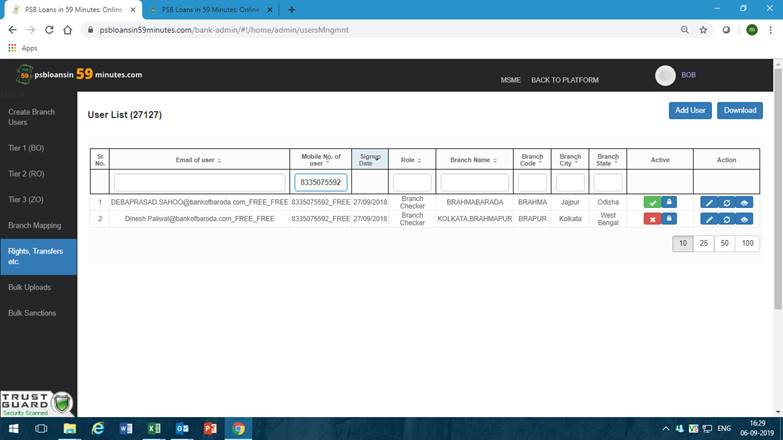 PSB Loans in 59 Minutes: Online
PSB Loans in 59 Minutes: Online
psbloansin59minutes.com/bank-admin/#!/home/admin/usersMngmnt
m
Apps
59 psbloansin 59 minutes.com
MSME BACK TO PLATFORM BOB
Create Branch Users
Tier 1 (BO)
Tier 2 (RO)
Tier 3 (ZO)
Branch Mapping
Rights, Transfers etc.
Bulk Uploads
Bulk Sanctions
User List (27127)
Add User Download
Sr No. Email of user Mobile No. of user Signup Date Role Branch Name Branch Code Branch City Branch State Active Action
8335075592
1 DEBAPRASAD.SAHOO@bankofbaroda.com_FREE_FREE 8335075592_FREE 27/09/2018 Branch Checker BRAHMABARADA BRAHMA Jajpur Odisha
2 Dinesh.Paliwal@bankofbaroda.com_FREE_FREE 8335075592_FREE 27/09/2018 Branch Checker KOLKATA,BRAHMAPUR BRAPUR Kolkata West Bengal
10 25 50 100
TRUST GUARD
Security Scanned
ENG
16:29
06-09-2019